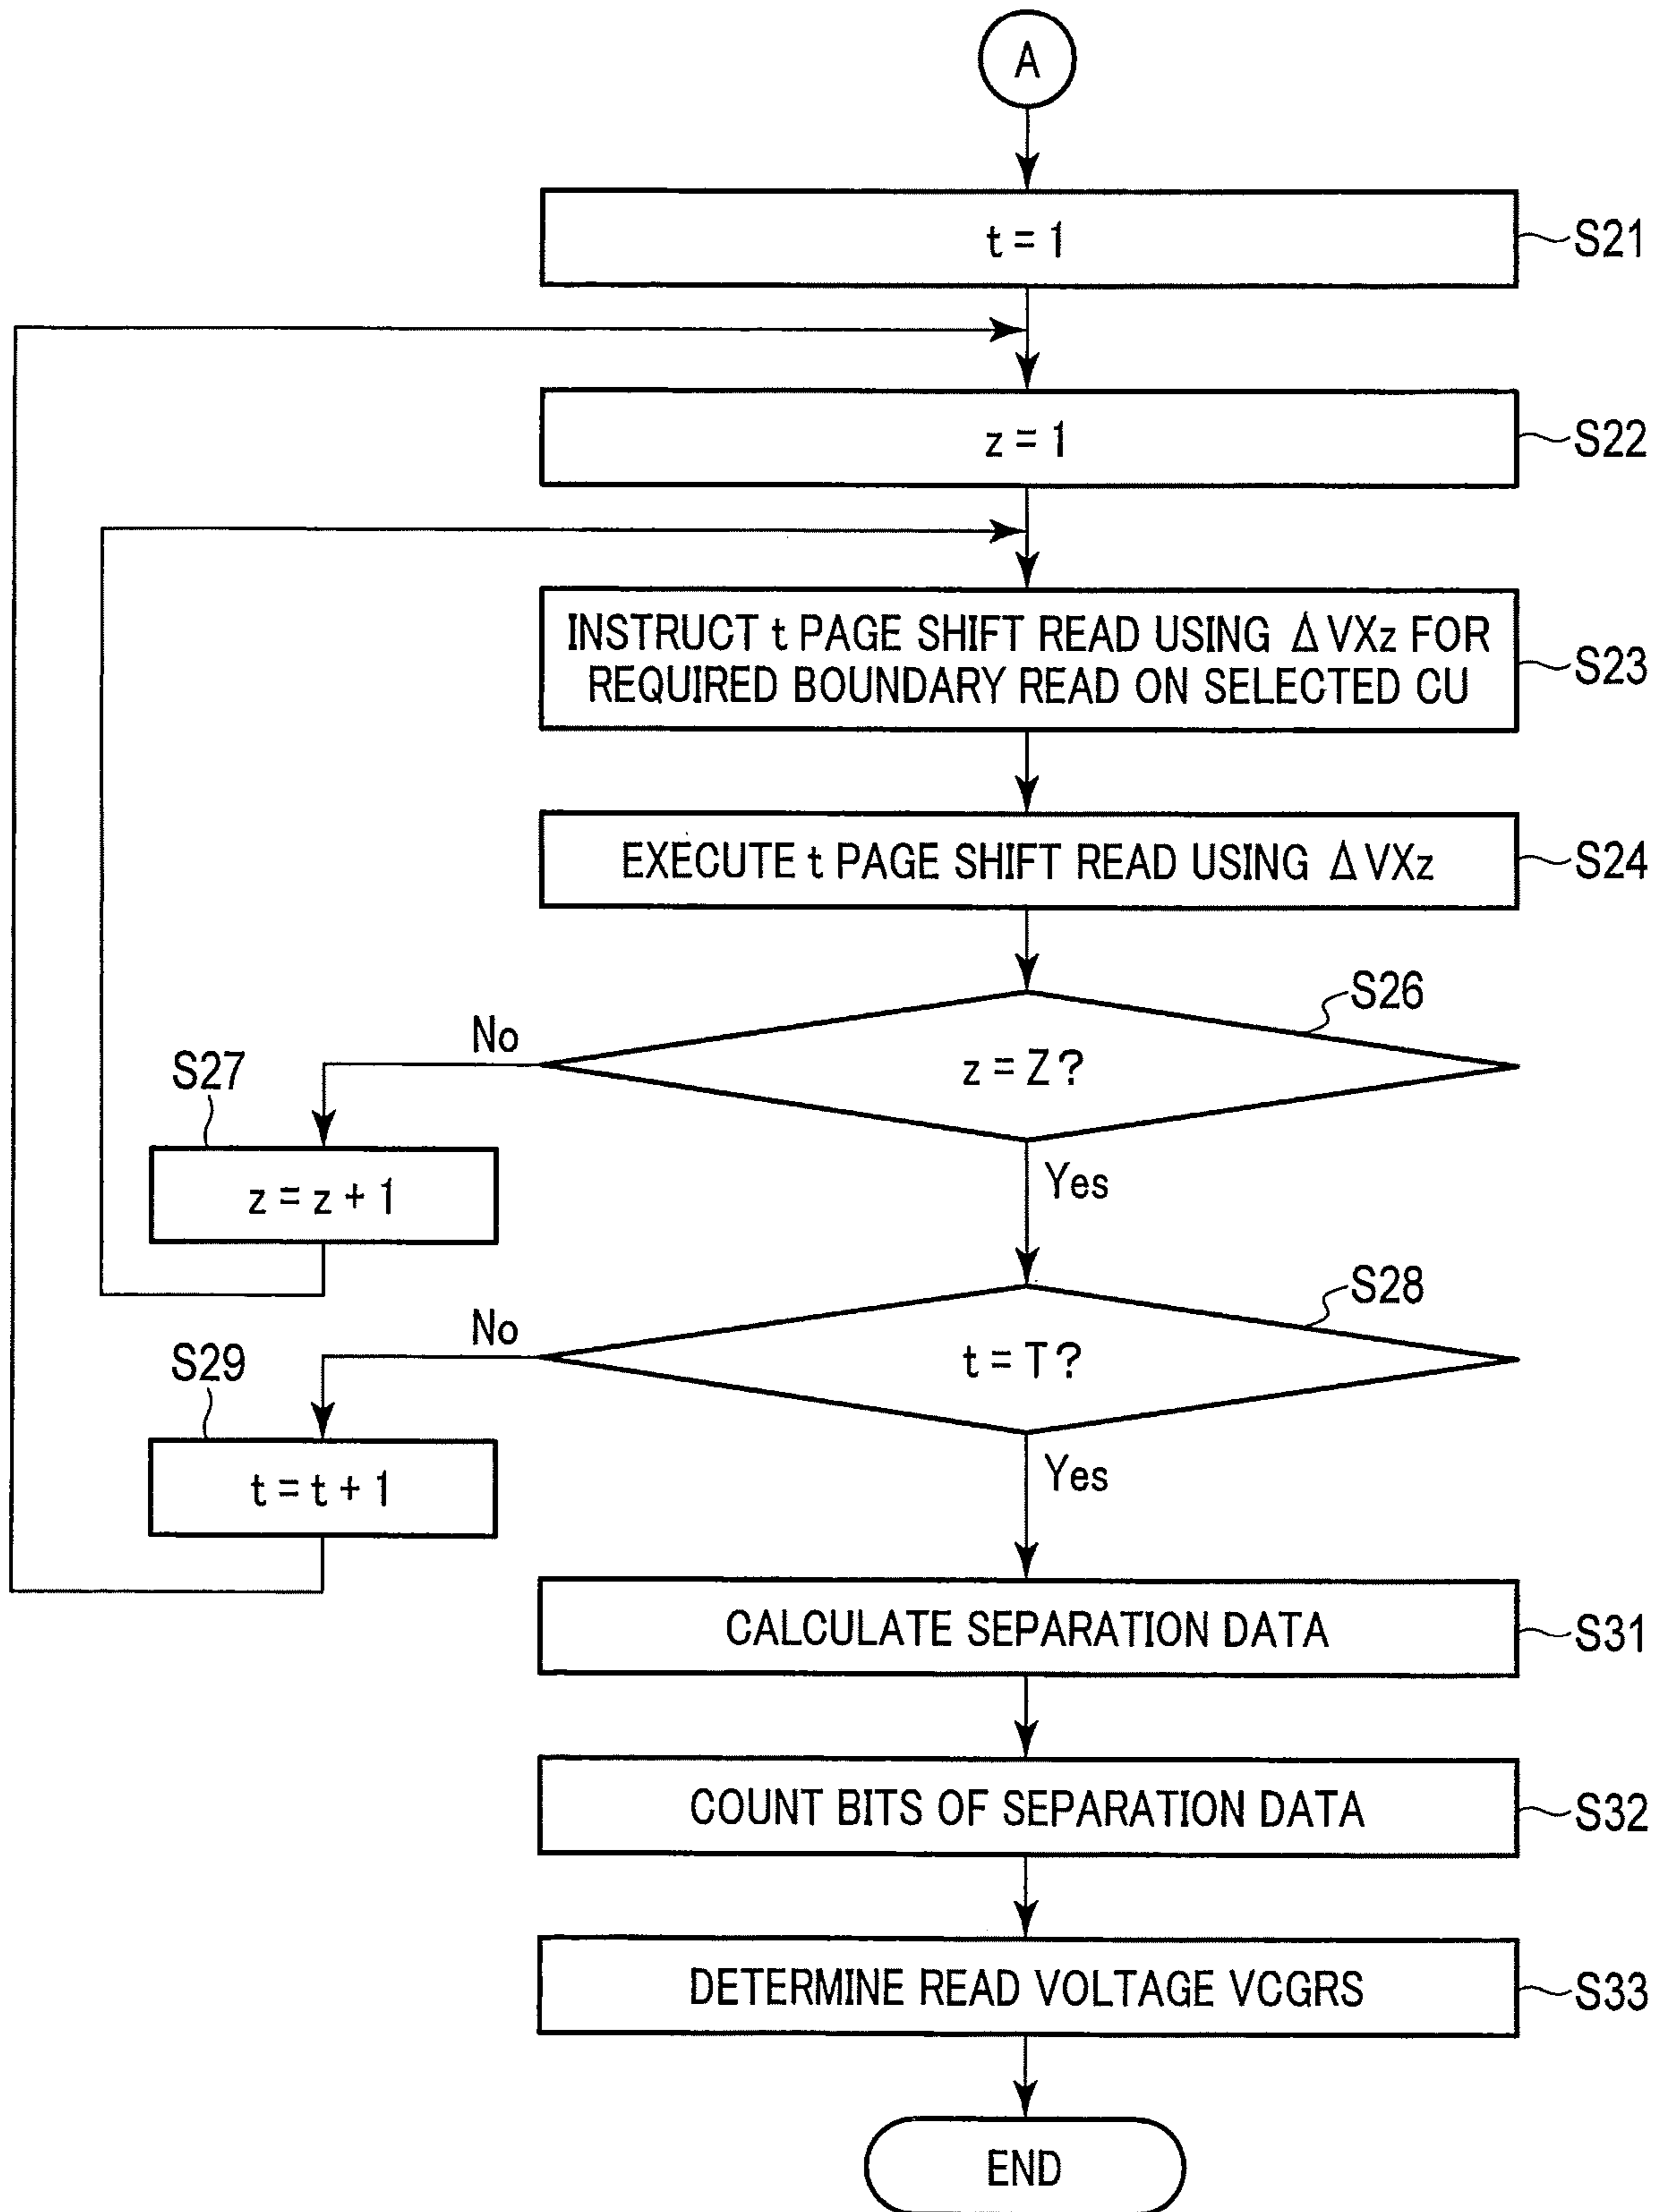 A
t = 1
S21
z = 1
S22
INSTRUCT t PAGE SHIFT READ USING ΔVXz FOR
REQUIRED BOUNDARY READ ON SELECTED CU
S23
EXECUTE t PAGE SHIFT READ USING ΔVXz
S24
S26
No
z = Z?
S27
z = z + 1
Yes
S28
No
t = T?
S29
t = t + 1
Yes
CALCULATE SEPARATION DATA
S31
COUNT BITS OF SEPARATION DATA
S32
DETERMINE READ VOLTAGE VCGRS
S33
END